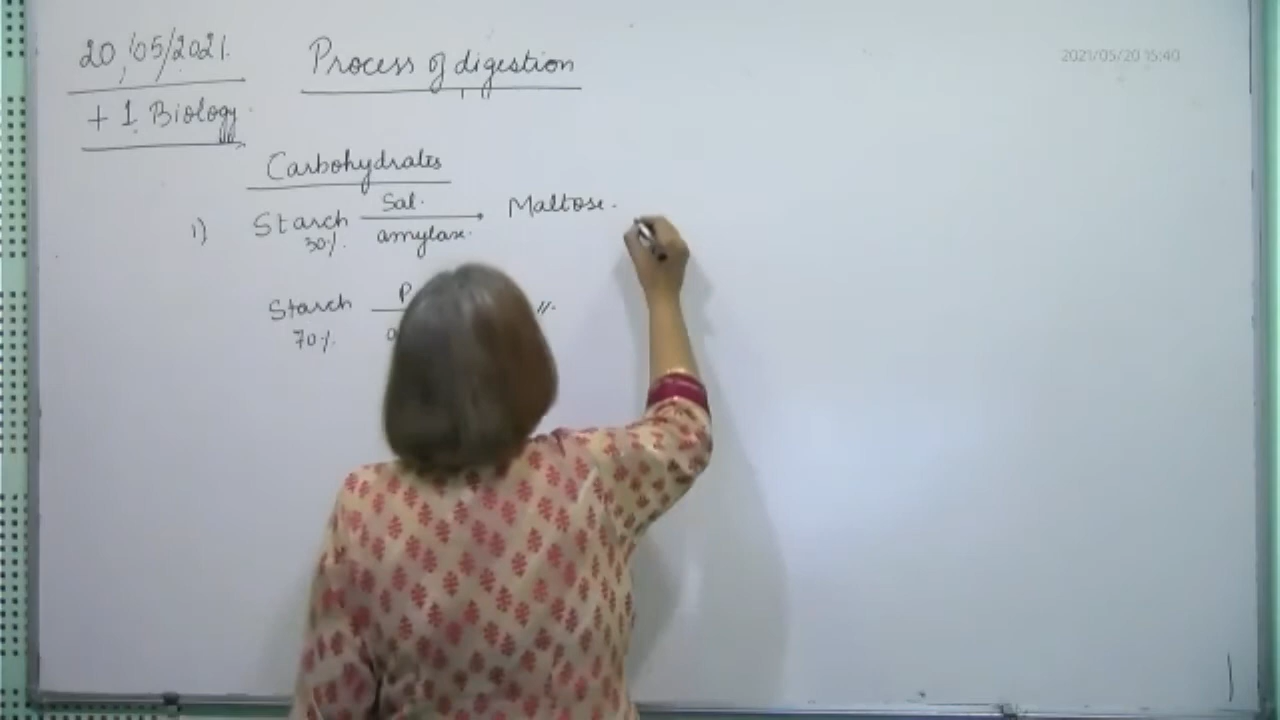 20/05/2021.
Process of digestion
2021/05/20 15:40
+ 1 Biology
Carbohydrates
1) Starch 30% Sal. amylase. Maltose.
Starch 70% P a "